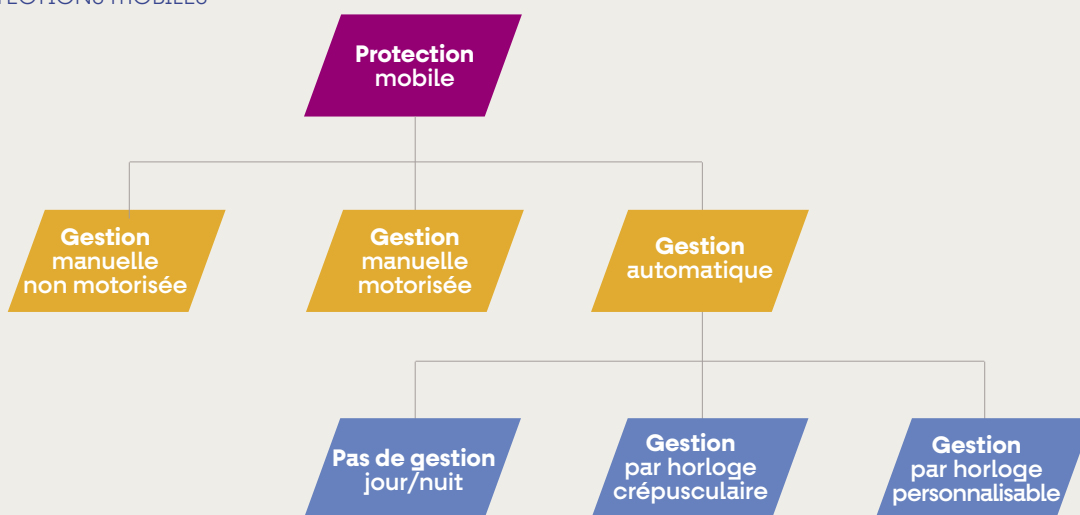 Protection
mobile
Gestion
manuelle
non motorisée
Gestion
manuelle
motorisée
Gestion
automatique
Pas de gestion
jour/nuit
Gestion
par horloge
crépusculaire
Gestion
par horloge
personnalisable